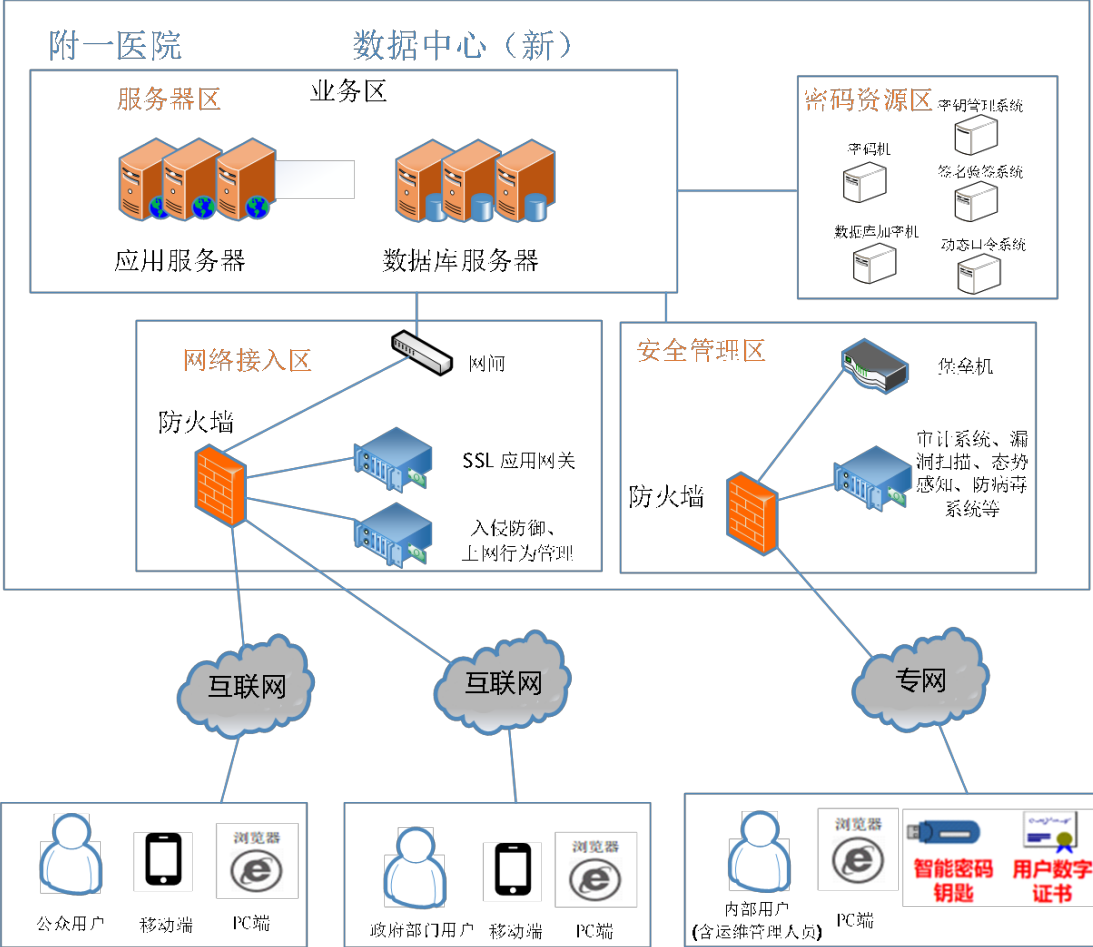 附一医院
数据中心（新）
业务区
服务器区
应用服务器
数据库服务器
密码资源区
密钥管理系统
密码机
签名验签系统
数据库加密机
动态口令系统
网络接入区
网闸
防火墙
SSL 应用网关
入侵防御、
上网行为管理
安全管理区
堡垒机
防火墙
审计系统、漏
洞扫描、态势
感知、防病毒
系统等
互联网
互联网
专网
浏览器
公众用户
移动端
PC端
浏览器
政府部门用户
移动端
PC端
浏览器
智能密码
钥匙
用户数字
证书
内部用户
(含运维管理人员)
PC端